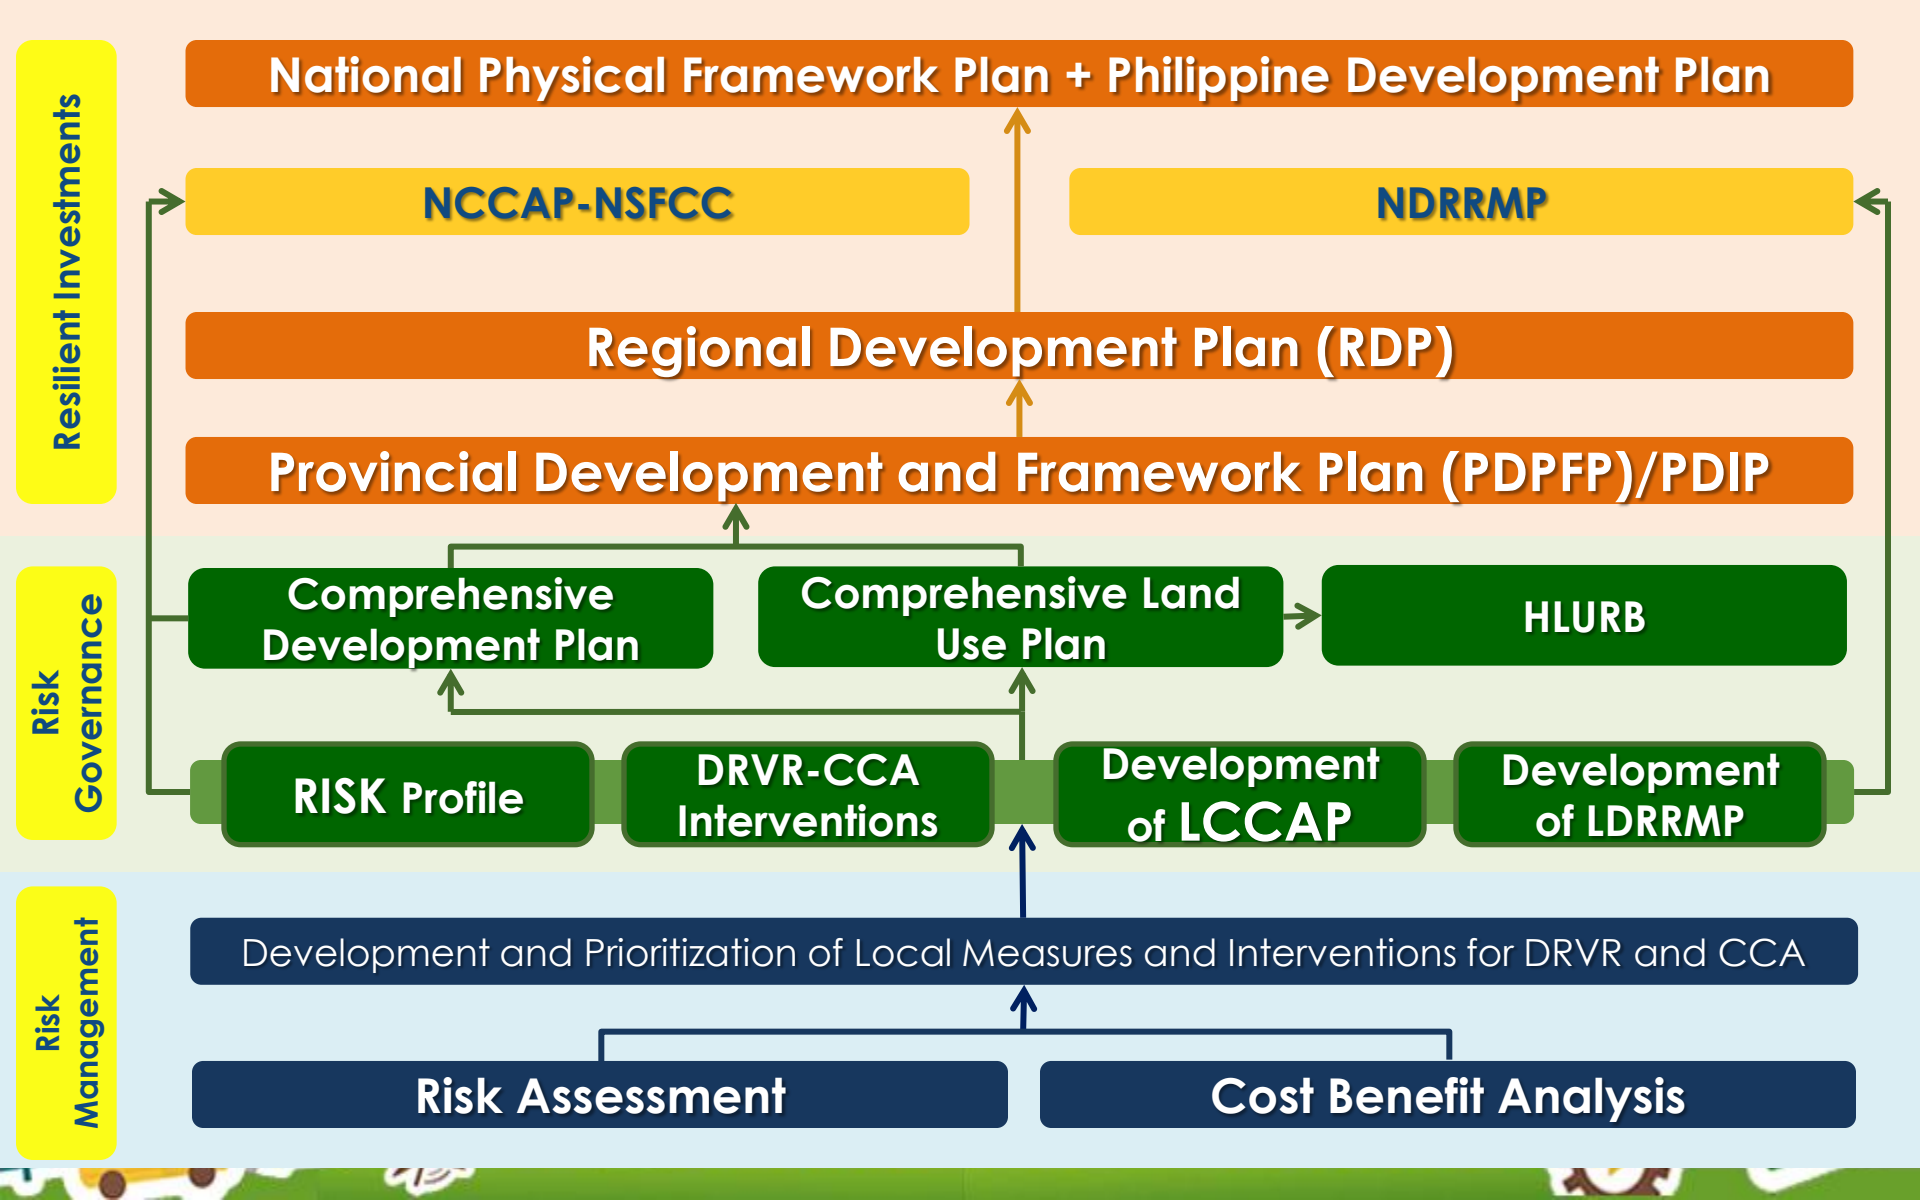 Resilient Investments
National Physical Framework Plan + Philippine Development Plan
NCCAP-NSFCC
NDRRMP
Regional Development Plan (RDP)
Provincial Development and Framework Plan (PDPFP)/PDIP
Risk
Governance
Comprehensive
Development Plan
Comprehensive Land
Use Plan
HLURB
RISK Profile
DRVR-CCA
Interventions
Development
of LCCAP
Development
of LDRRMP
Risk
Management
Development and Prioritization of Local Measures and Interventions for DRVR and CCA
Risk Assessment
Cost Benefit Analysis